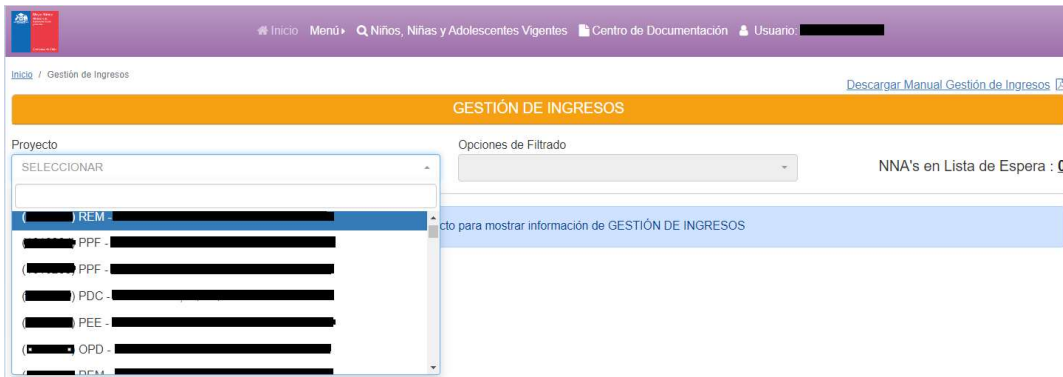 Inicio Menú Niños, Niñas y Adolescentes Vigentes Centro de Documentación Usuario:
Inicio / Gestión de Ingresos
Descargar Manual Gestión de Ingresos
GESTIÓN DE INGRESOS
Proyecto
Opciones de Filtrado
SELECCIONAR
NNA's en Lista de Espera : 0
( ) REM -
cto para mostrar información de GESTIÓN DE INGRESOS
( PPF -
( ) PPF -
( ) PDC -
( ) PEE -
( ) OPD -
( REM